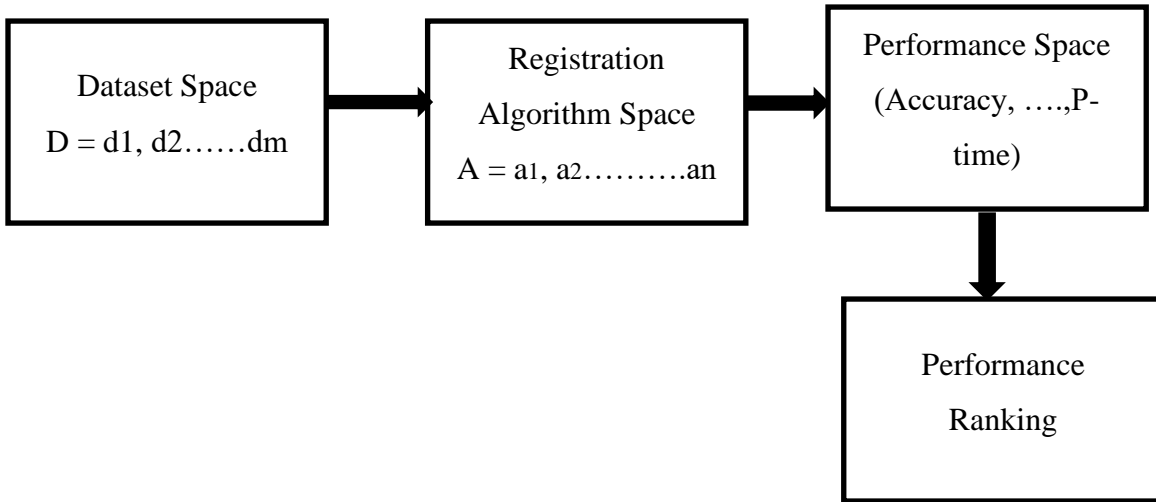 Dataset Space
D = d1, d2……dm
Registration
Algorithm Space
A = a1, a2……….an
Performance Space
(Accuracy, ….,P-
time)
Performance
Ranking